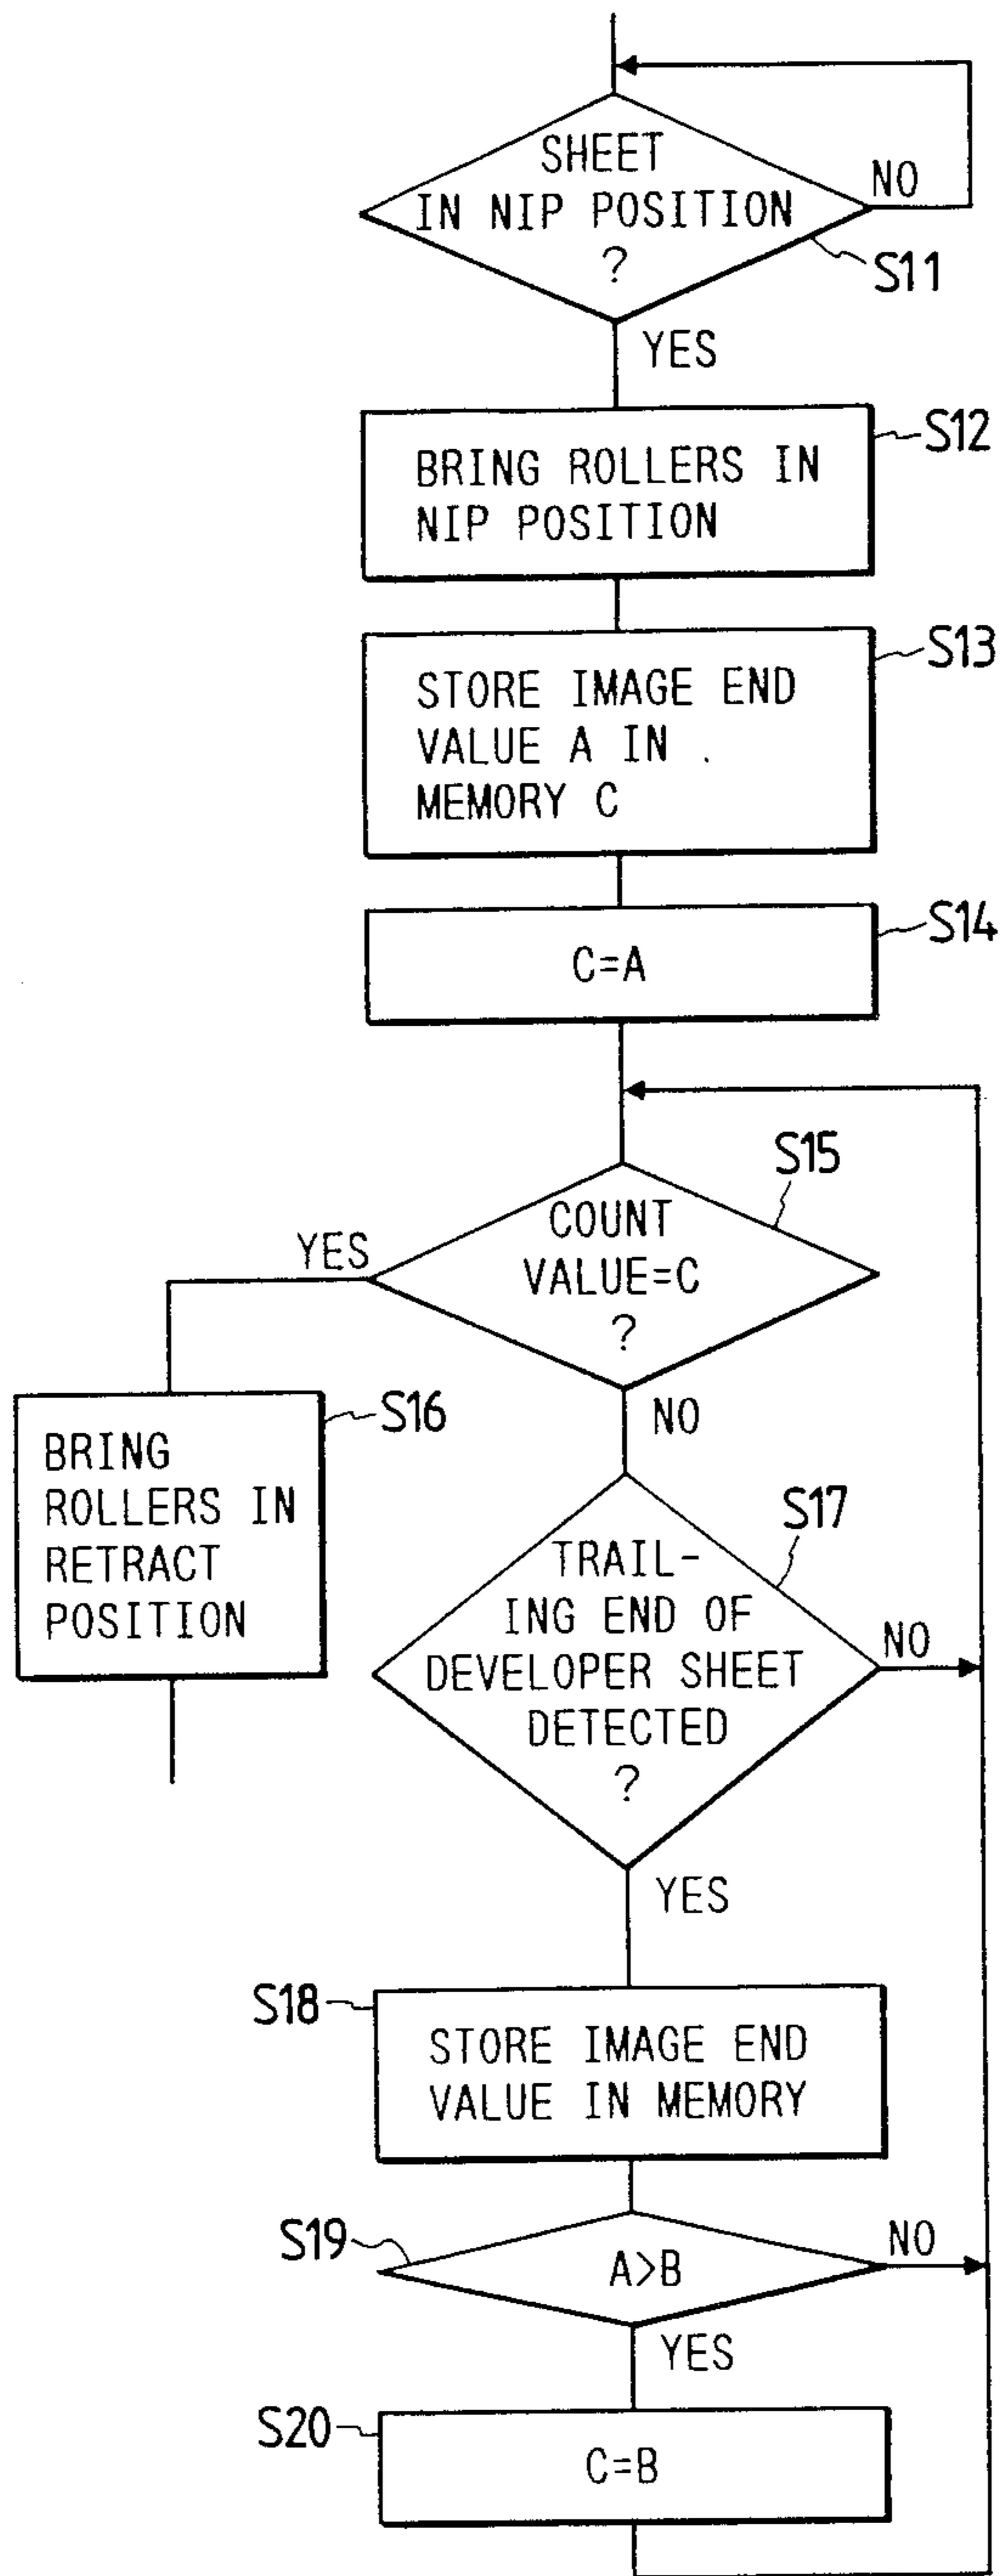 SHEET
IN NIP POSITION
?
NO
S11
YES
S12
BRING ROLLERS IN
NIP POSITION
S13
STORE IMAGE END
VALUE A IN
MEMORY C
S14
C=A
S15
COUNT
VALUE=C
?
YES
NO
S16
BRING
ROLLERS IN
RETRACT
POSITION
S17
TRAIL-
ING END OF
DEVELOPER SHEET
DETECTED
?
NO
YES
S18
STORE IMAGE END
VALUE IN MEMORY
S19
A>B
NO
YES
S20
C=B